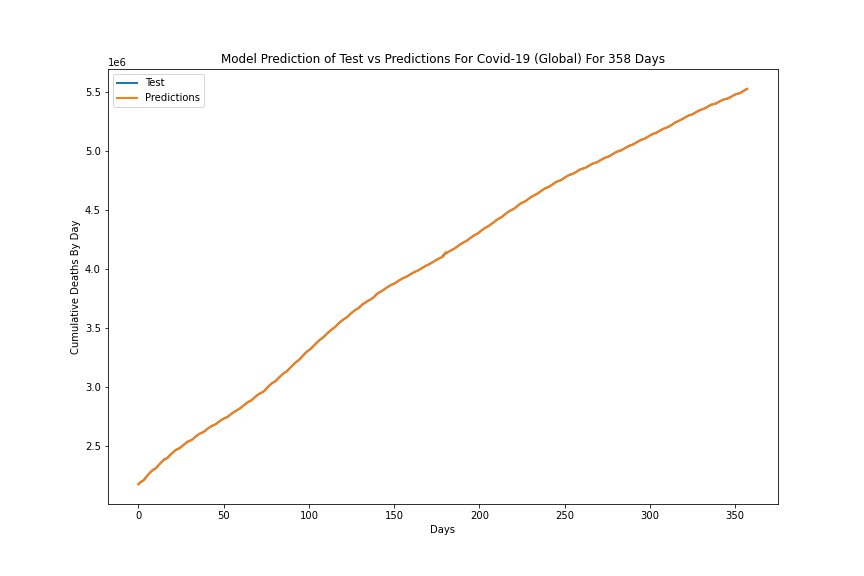 Model Prediction of Test vs Predictions For Covid-19 (Global) For 358 Days
1e6
Test
Predictions
5.5
5.0
4.5
4.0
3.5
3.0
2.5
Cumulative Deaths By Day
0 50 100 150 200 250 300 350
Days